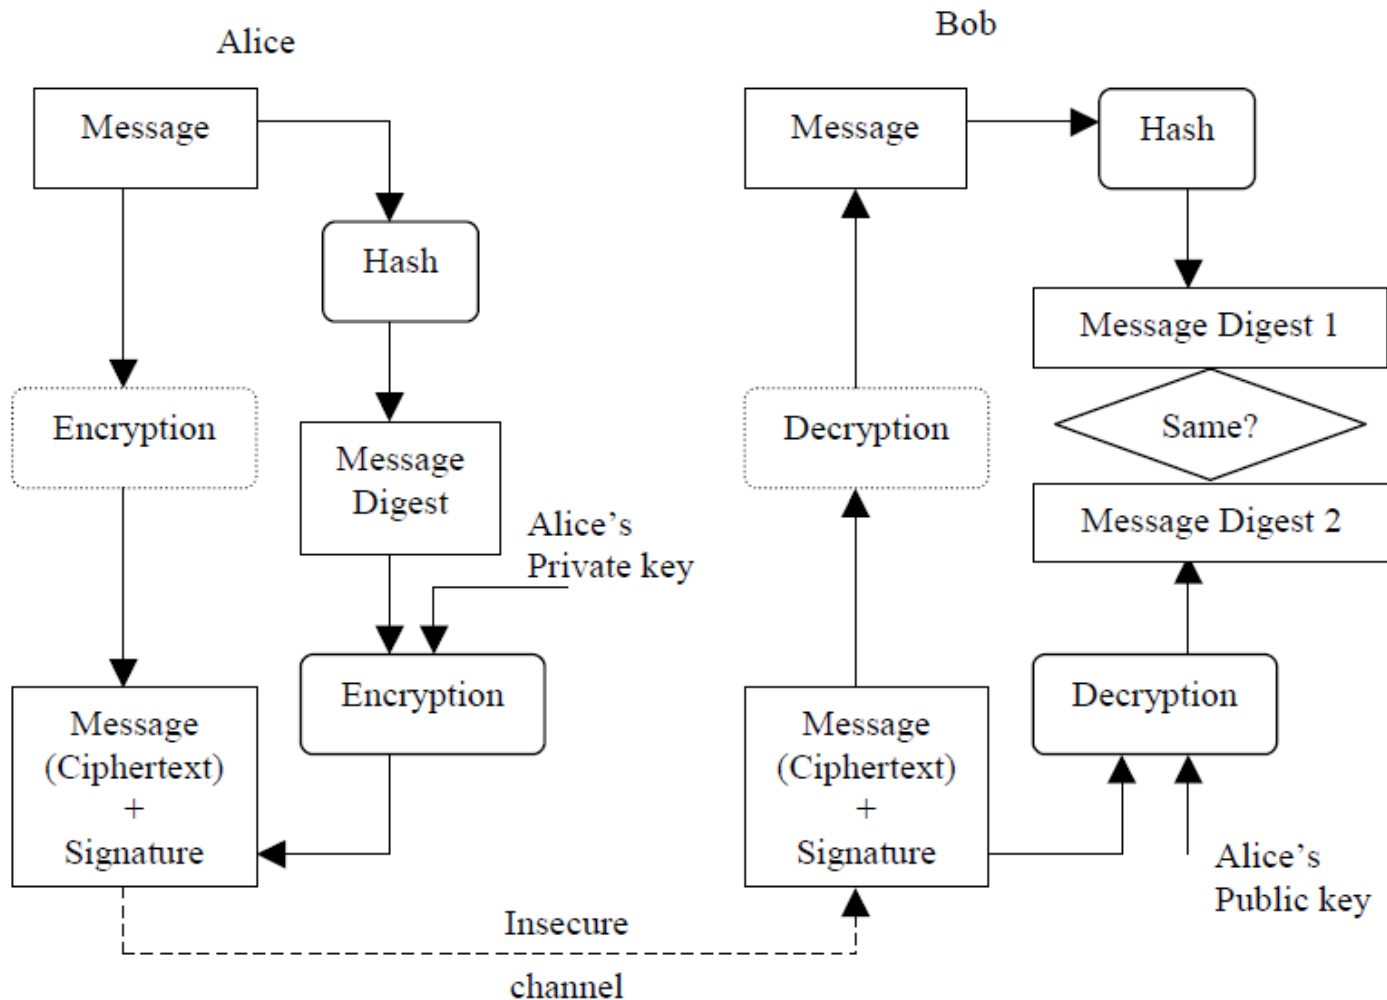 Alice
Message
Hash
Encryption
Message
Digest
Alice’s
Private key
Encryption
Message
(Ciphertext)
+
Signature
Insecure
channel
Bob
Message
Hash
Message Digest 1
Same?
Message Digest 2
Decryption
Decryption
Message
(Ciphertext)
+
Signature
Alice’s
Public key